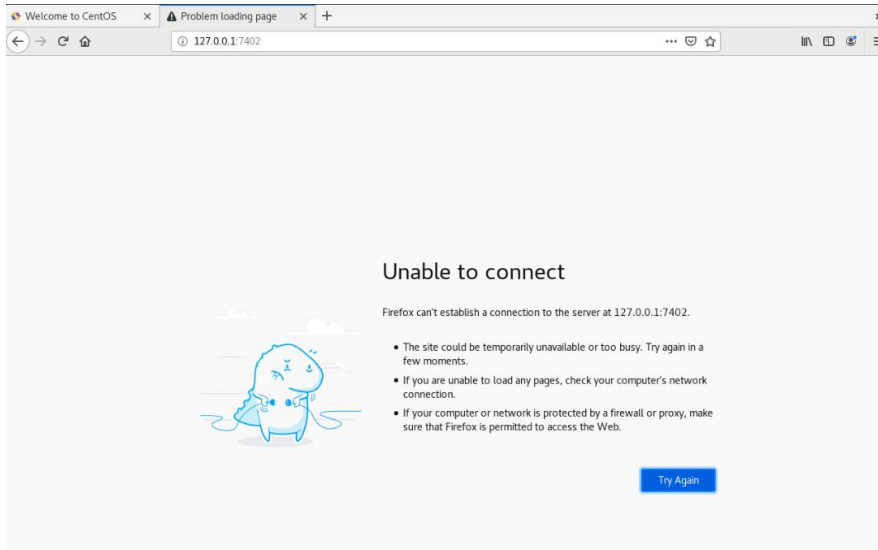 Welcome to CentOS
Problem loading page
127.0.0.1:7402
Unable to connect
Firefox can't establish a connection to the server at 127.0.0.1:7402.
The site could be temporarily unavailable or too busy. Try again in a
few moments.
If you are unable to load any pages, check your computer's network
connection.
If your computer or network is protected by a firewall or proxy, make
sure that Firefox is permitted to access the Web.
Try Again